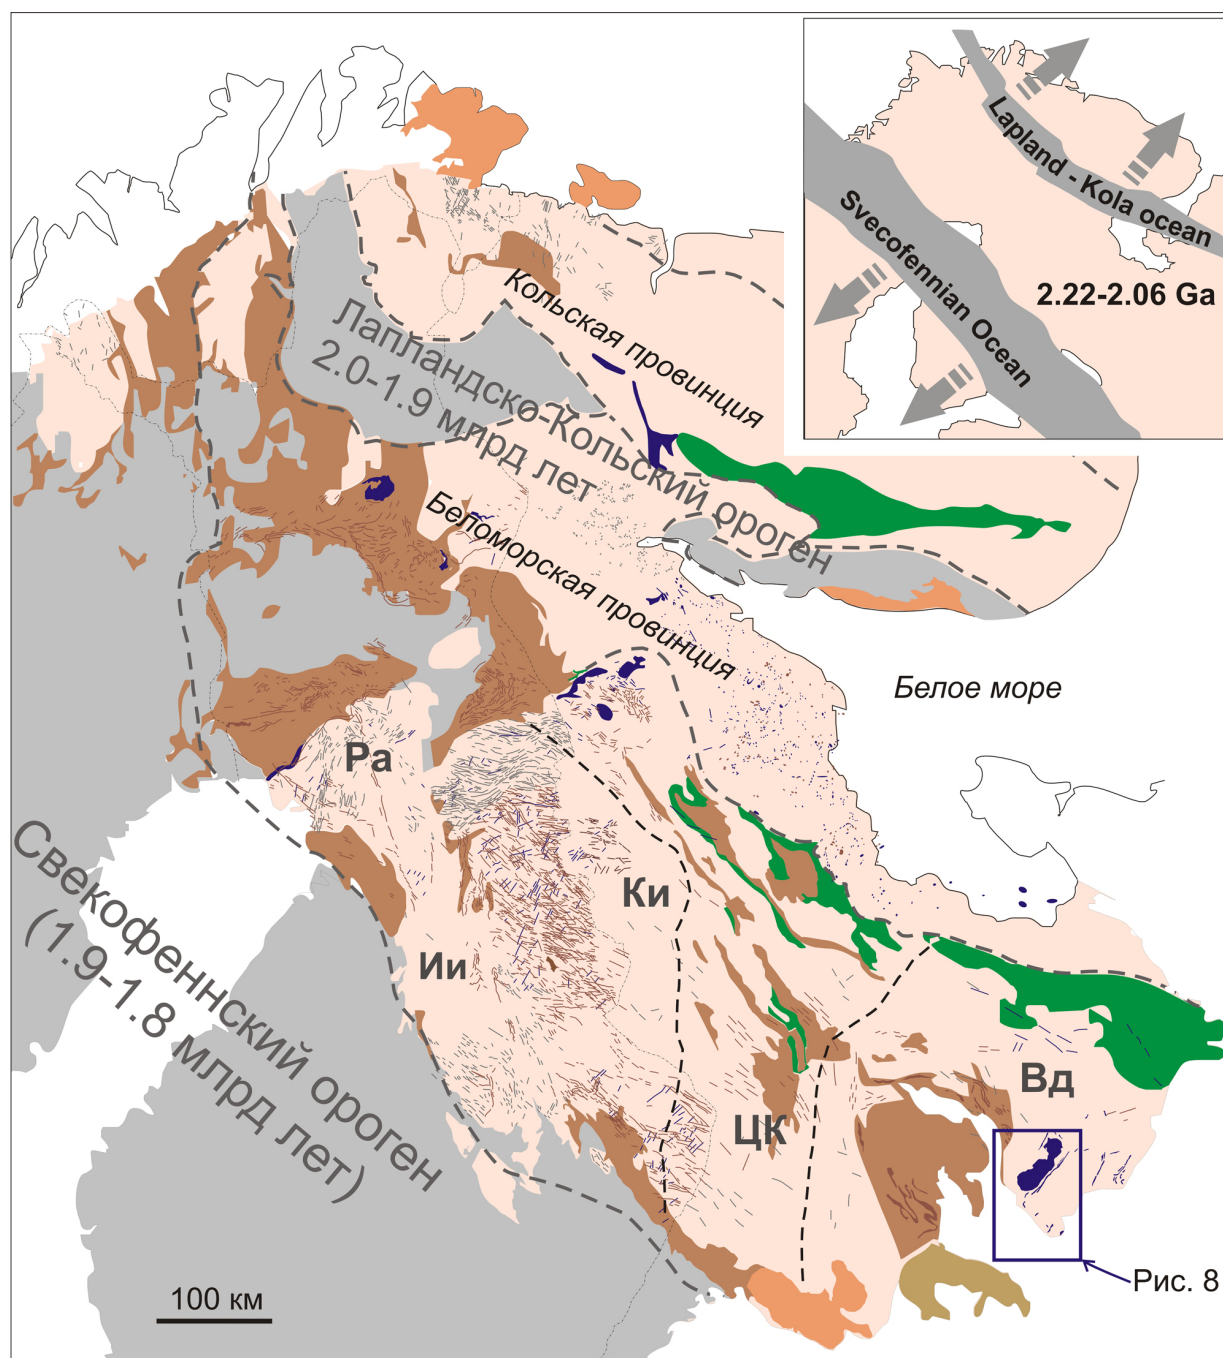 Lapland - Kola ocean
Svecofennian Ocean
2.22-2.06 Ga
Кольская провинция
Лапландско-Кольский ороген
2.0-1.9 млрд лет
Беломорская провинция
Белое море
Ра
Ки
Ии
Свекофеннский ороген
(1.9-1.8 млрд лет)
Вд
ЦК
Рис. 8
100 км